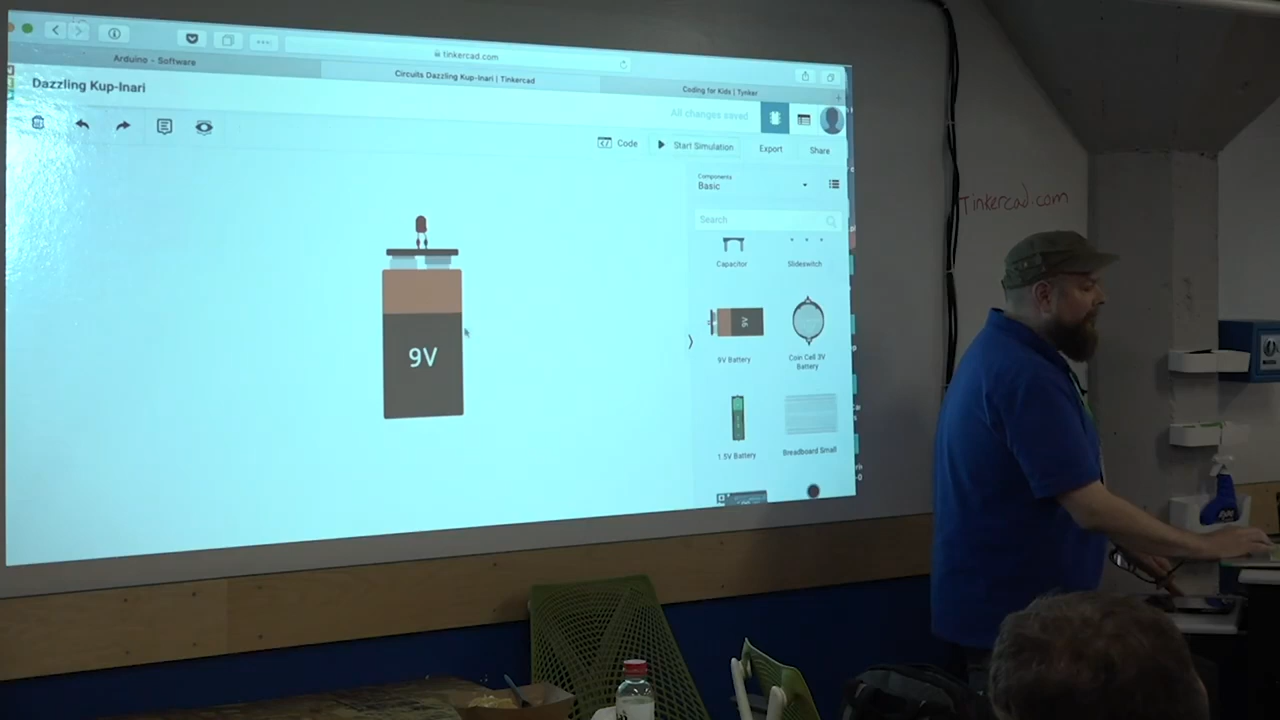 tinkercad.com
Arduino - Software
Circuits Dazzling Kup-Inari | Tinkercad
Coding for Kids | Tynker
Dazzling Kup-Inari
All changes saved
Code
Start Simulation
Export
Share
Components
Basic
Search
Capacitor
Slideswitch
9V
9V Battery
Coin Cell 3V
Battery
1.5V Battery
Breadboard Small
9V
Tinkercad.com